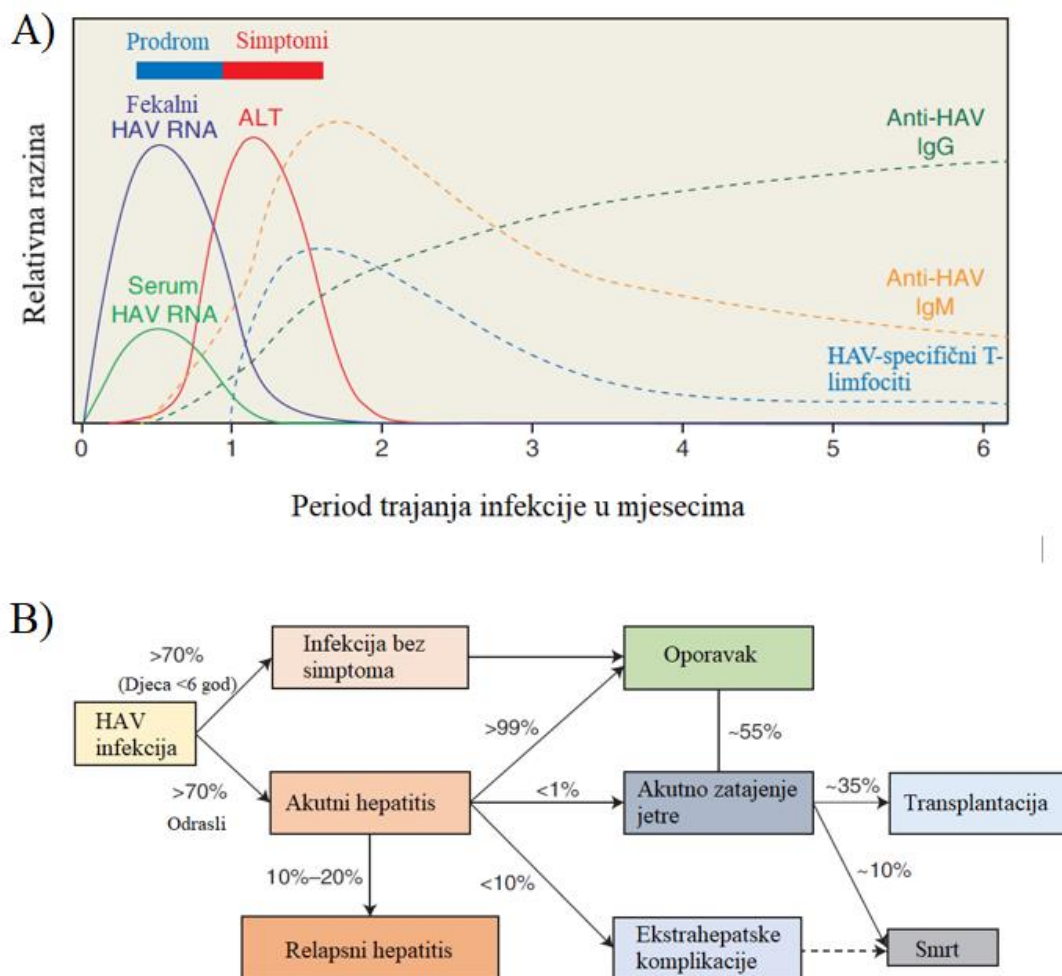 A)
Prodrom
Simptomi
Fekalni
HAV RNA
ALT
Anti-HAV
IgG
Serum
HAV RNA
Anti-HAV
IgM
HAV-specifični T-
limfociti
Relativna razina
0
1
2
3
4
5
6
Period trajanja infekcije u mjesecima
B)
>70%
(Djeca <6 god)
Infekcija bez
simptoma
Oporavak
HAV
infekcija
>99%
~55%
>70%
Odrasli
Akutni hepatitis
<1%
Akutno zatajenje
jetre
~35%
Transplantacija
10%–20%
<10%
~10%
Relapsni hepatitis
Ekstrahepatske
komplikacije
Smrt